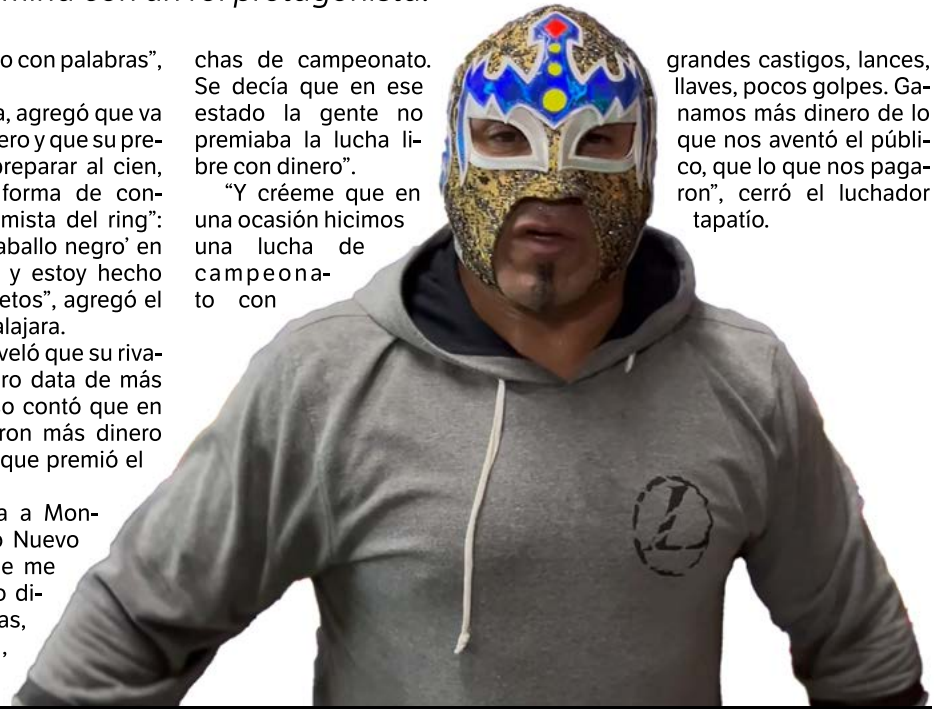 mina con un rol protagonista.
o con palabras”,
a, agregó que va
ero y que su pre-
preparar al cien,
forma de con-
mista del ring”:
aballo negro’ en
y estoy hecho
etos”, agregó el
alajara.
veló que su riva-
ro data de más
o contó que en
ron más dinero
que premió el
a a Mon-
o Nuevo
e me
o di-
as,
,
chas de campeonato.
Se decía que en ese
estado la gente no
premiaba la lucha li-
bre con dinero”.
“Y créeme que en
una ocasión hicimos
una lucha de
campeona-
to con
grandes castigos, lances,
llaves, pocos golpes. Ga-
namos más dinero de lo
que nos aventó el públi-
co, que lo que nos paga-
ron”, cerró el luchador
tapatío.
L